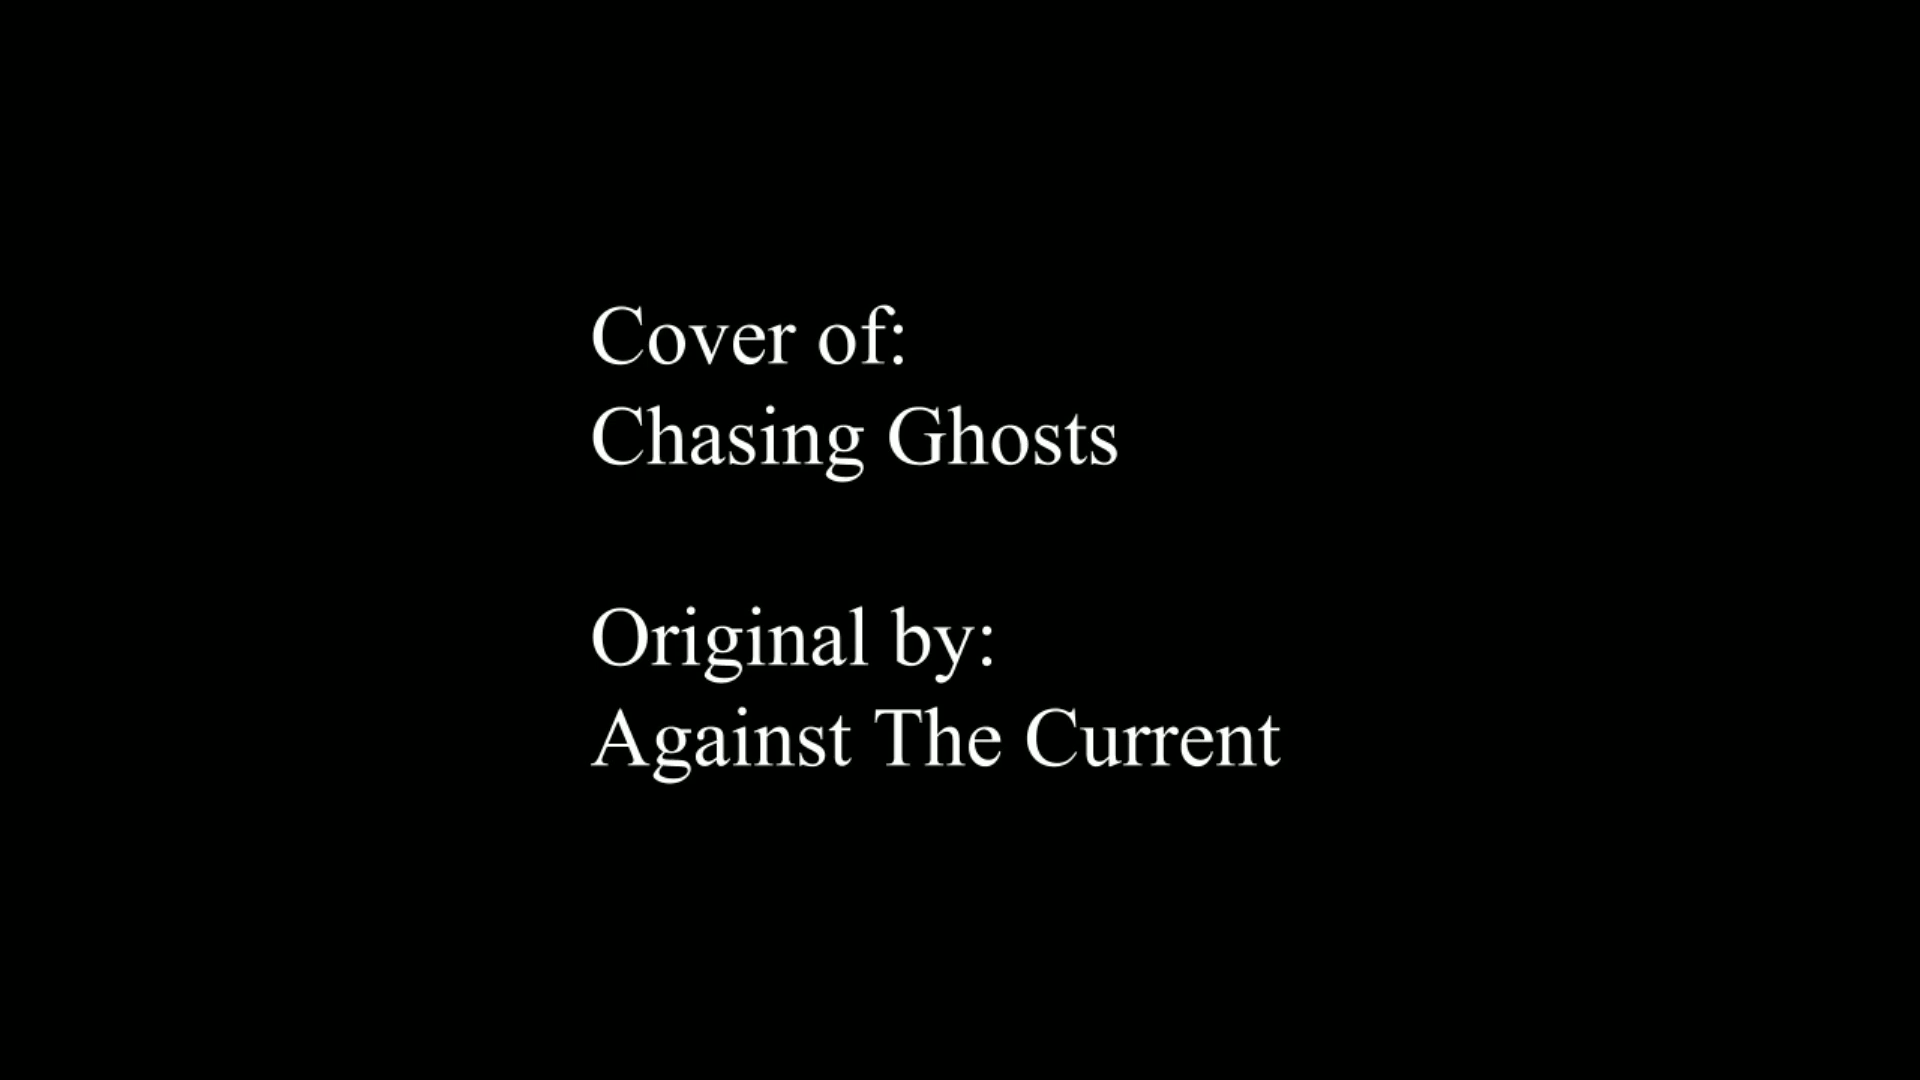 Cover of:
Chasing Ghosts
Original by:
Against The Current